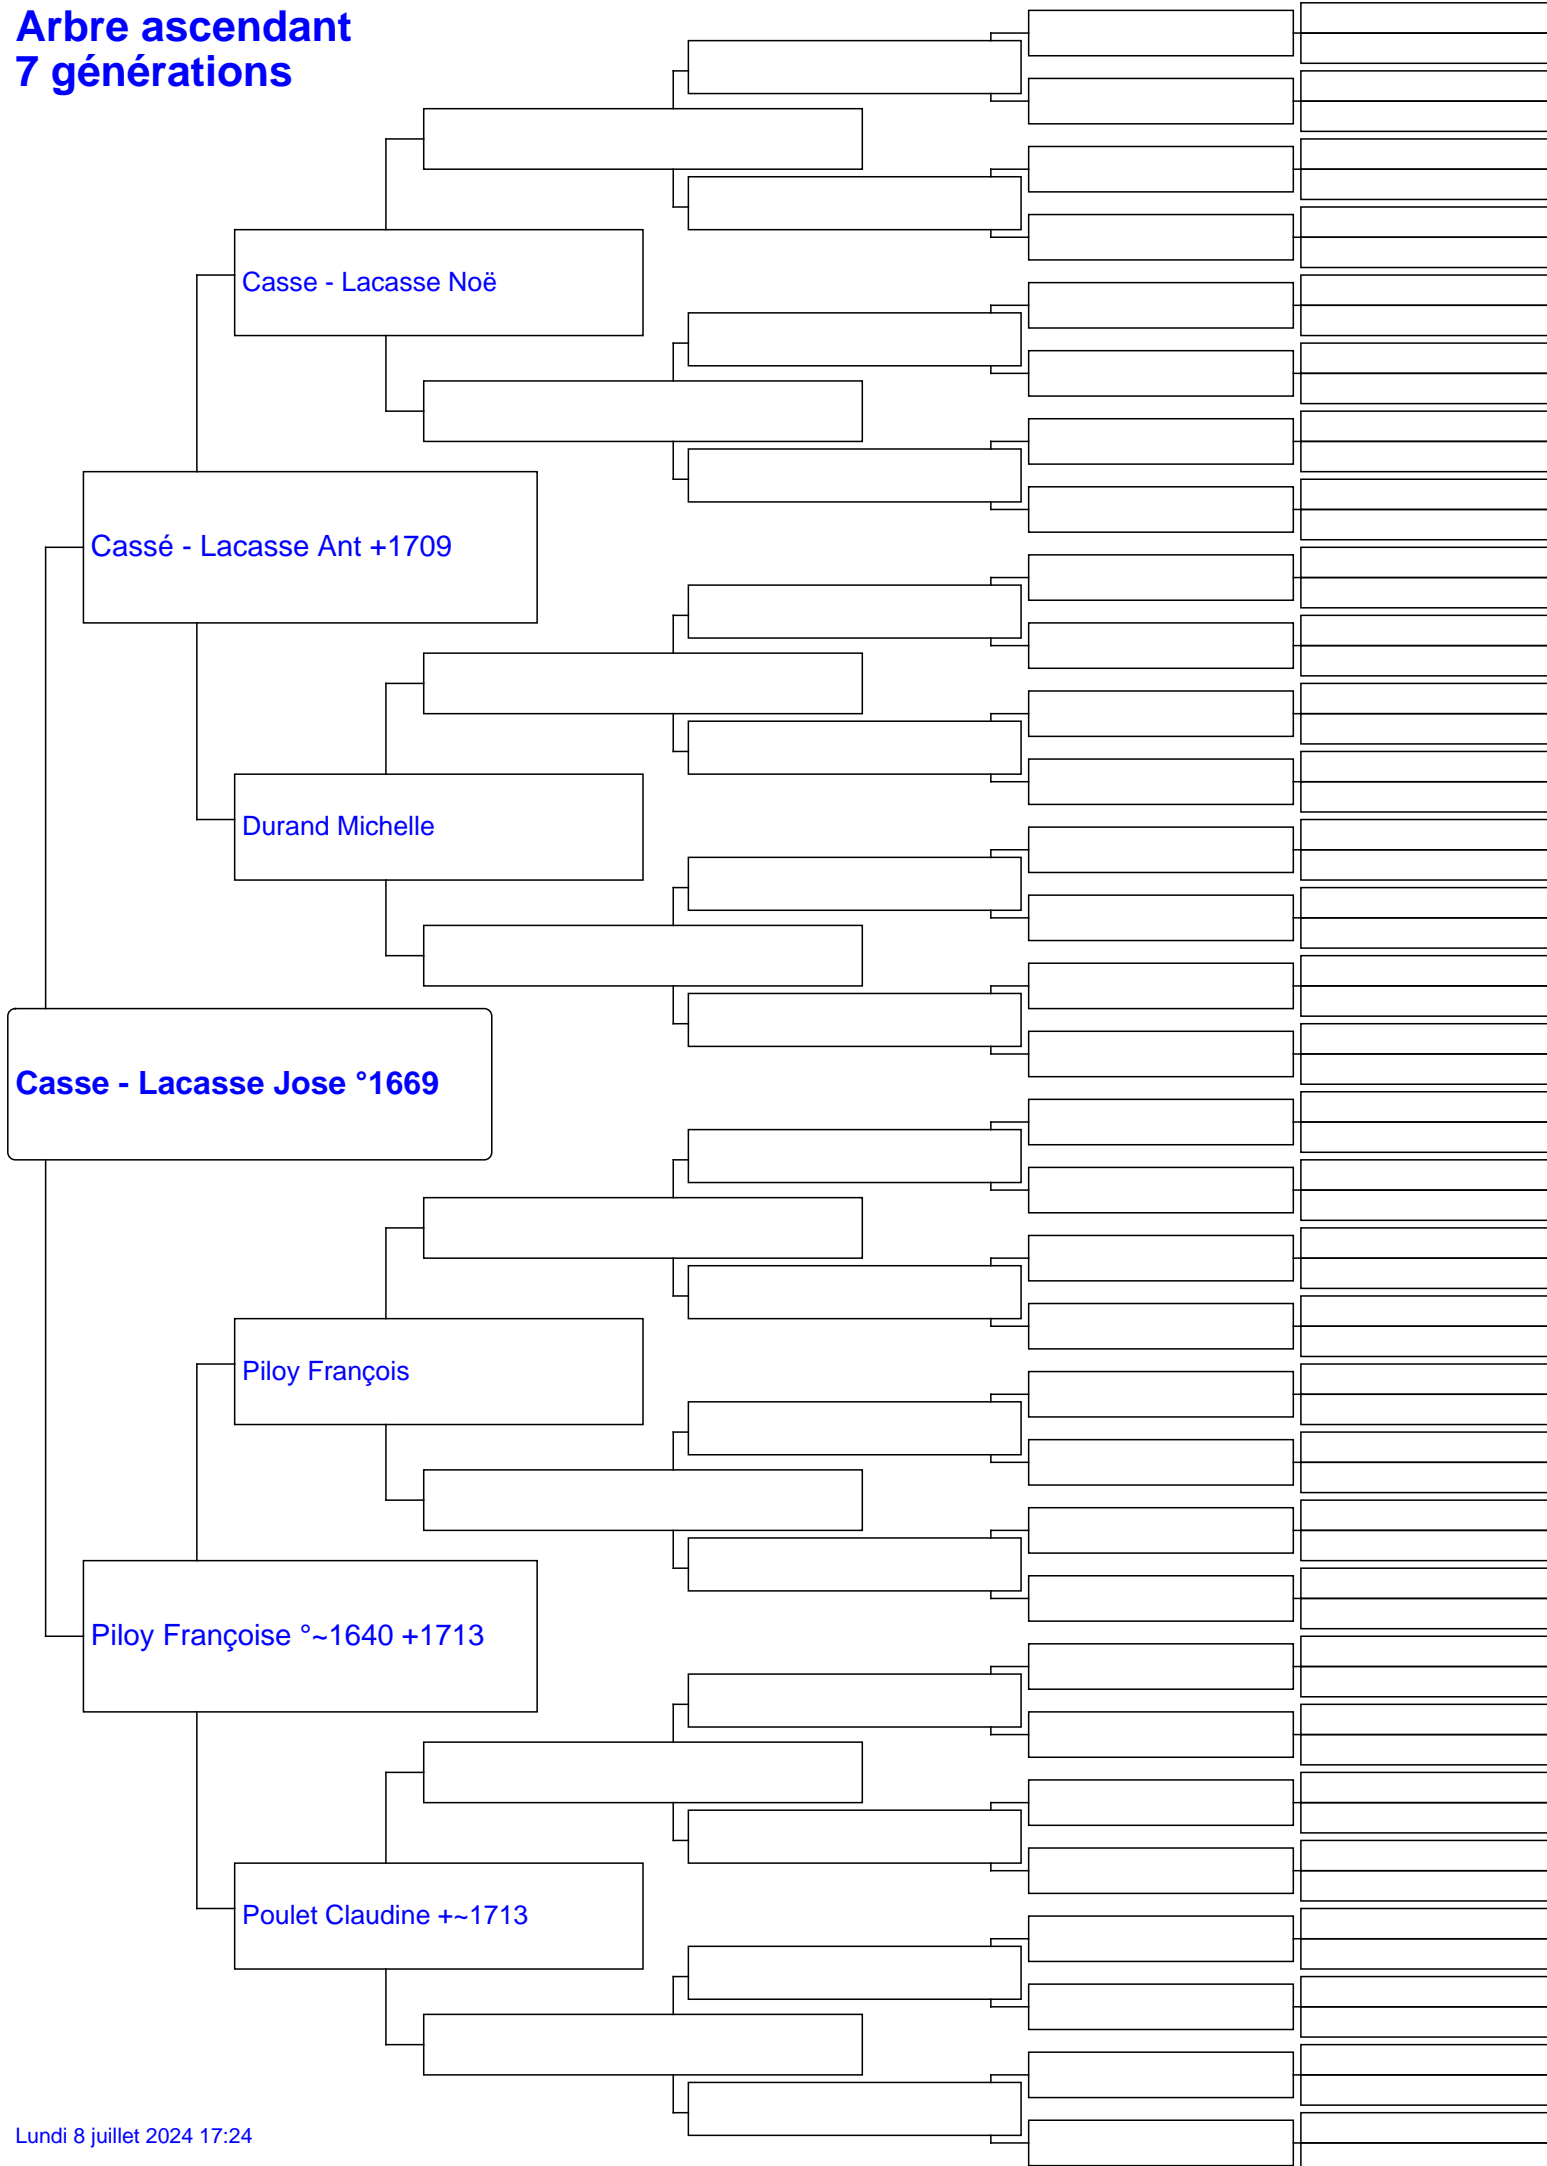 Arbre ascendant
7 générations
Casse - Lacasse Noë
Cassé - Lacasse Ant +1709
Durand Michelle
Casse - Lacasse Jose °1669
Piloy François
Piloy Françoise °~1640 +1713
Poulet Claudine +~1713
Lundi 8 juillet 2024 17:24